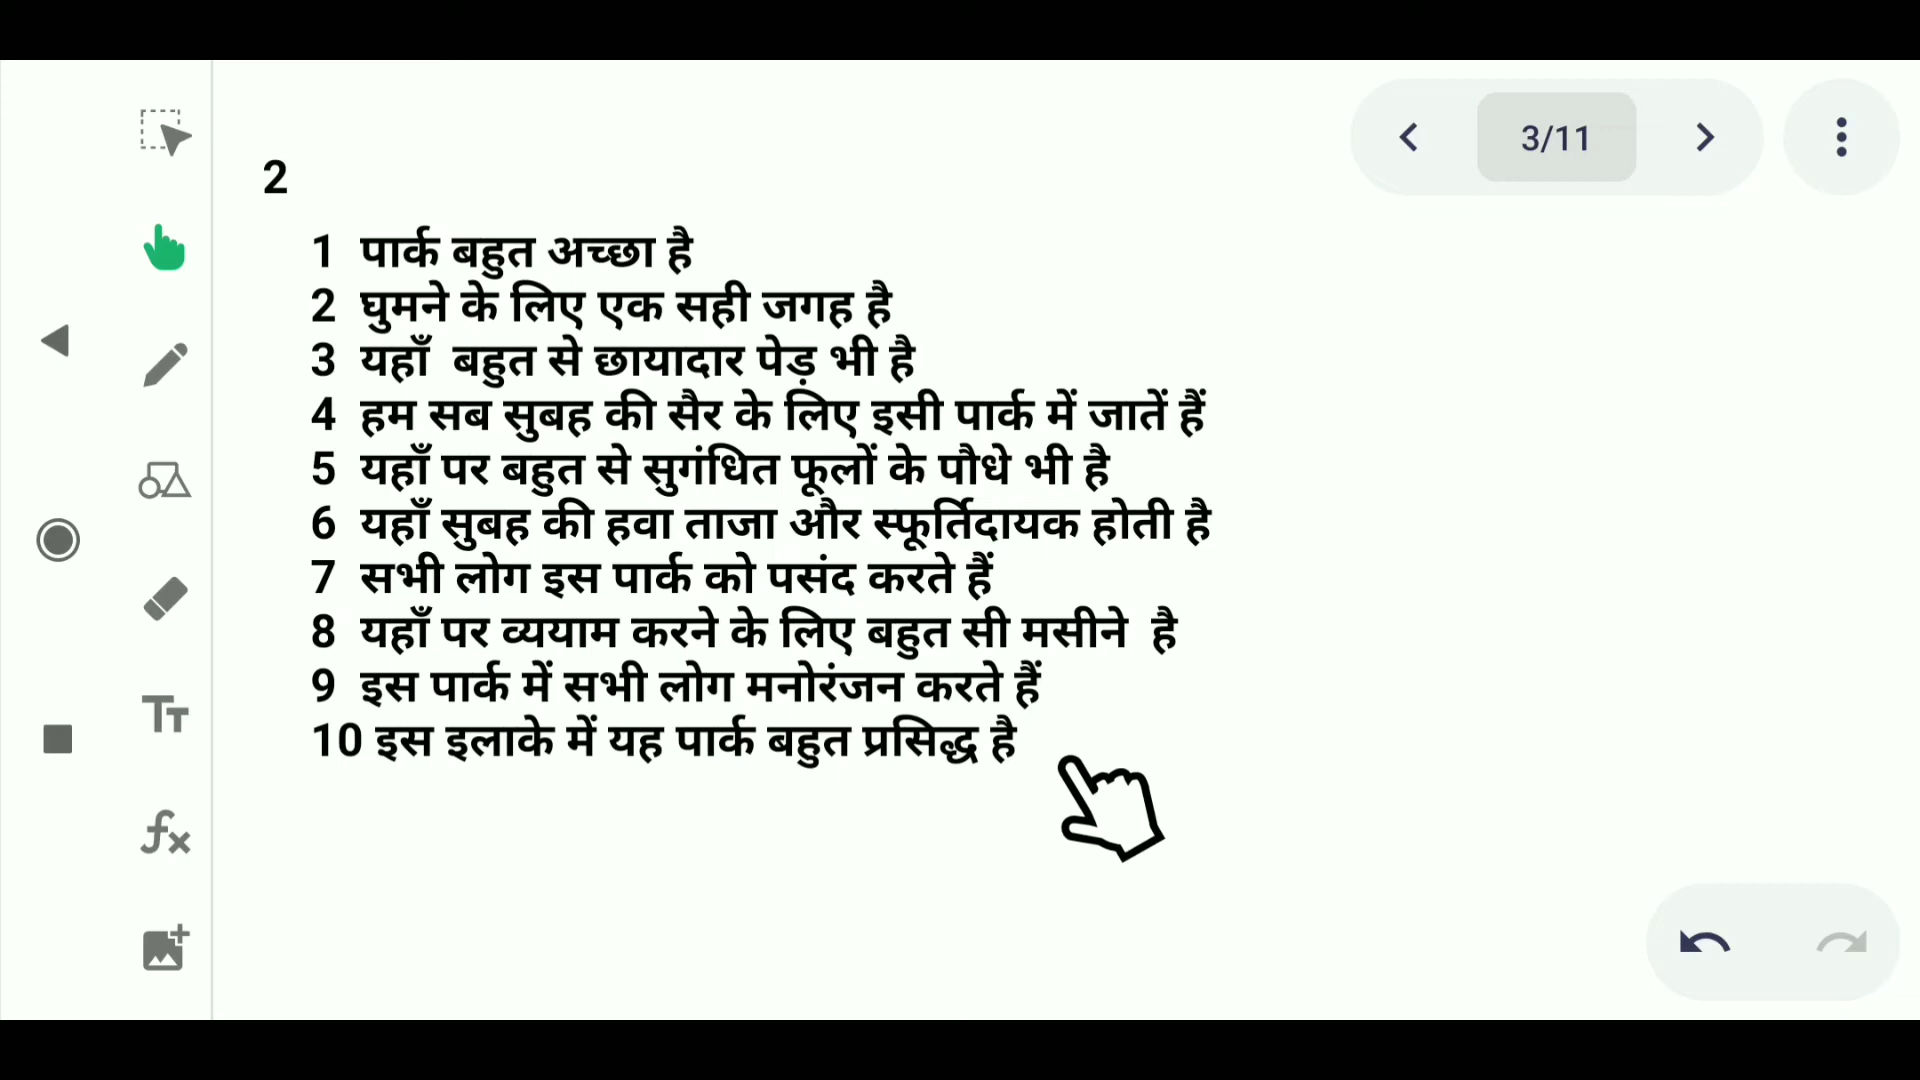 3/11
2
1 पार्क बहुत अच्छा है
2 घुमने के लिए एक सही जगह है
3 यहाँ बहुत से छायादार पेड़ भी है
4 हम सब सुबह की सैर के लिए इसी पार्क में जातें हैं
5 यहाँ पर बहुत से सुगंधित फूलों के पौधे भी है
6 यहाँ सुबह की हवा ताजा और स्फूर्तिदायक होती है
7 सभी लोग इस पार्क को पसंद करते हैं
8 यहाँ पर व्ययाम करने के लिए बहुत सी मसीने है
9 इस पार्क में सभी लोग मनोरंजन करते हैं
10 इस इलाके में यह पार्क बहुत प्रसिद्ध है
Tт
fx